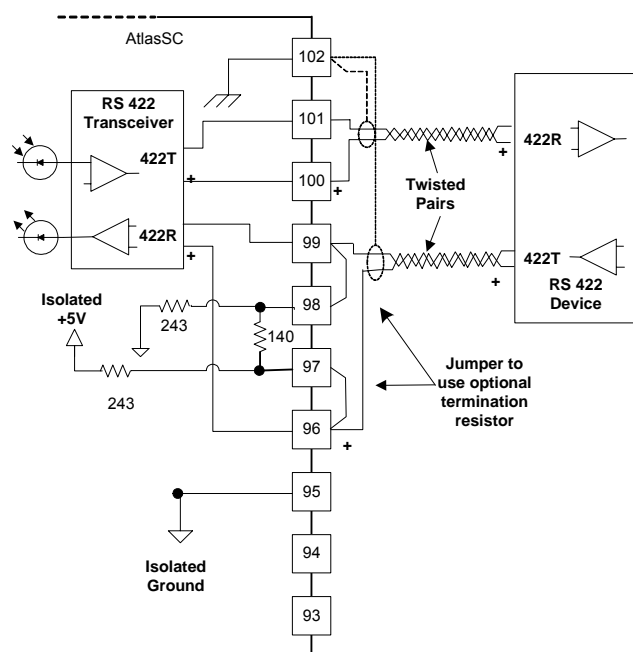 AtlasSC
102
RS 422
Transceiver
101
422T
+
100
+
422R
+
99
Isolated
+5V
243
98
140
97
243
96
+
95
Isolated
Ground
94
93
422R
+
Twisted
Pairs
422T
+
RS 422
Device
Jumper to
use optional
termination
resistor